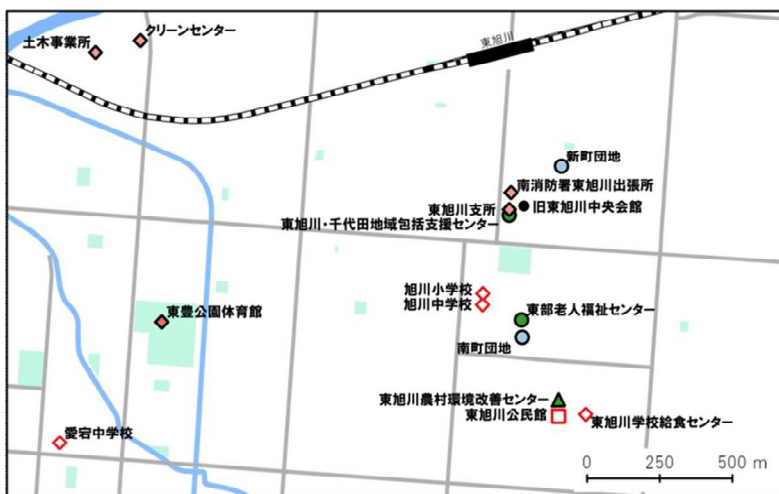 クリーンセンター
土木事業所
東旭川
新町団地
南消防署東旭川出張所
東旭川支所
旧東旭川中央会館
東旭川・千代田地域包括支援センター
旭川小学校
旭川中学校
東豊公園体育館
東部老人福祉センター
南町団地
東旭川農村環境改善センター
東旭川公民館
東旭川学校給食センター
愛宕中学校
0 250 500 m